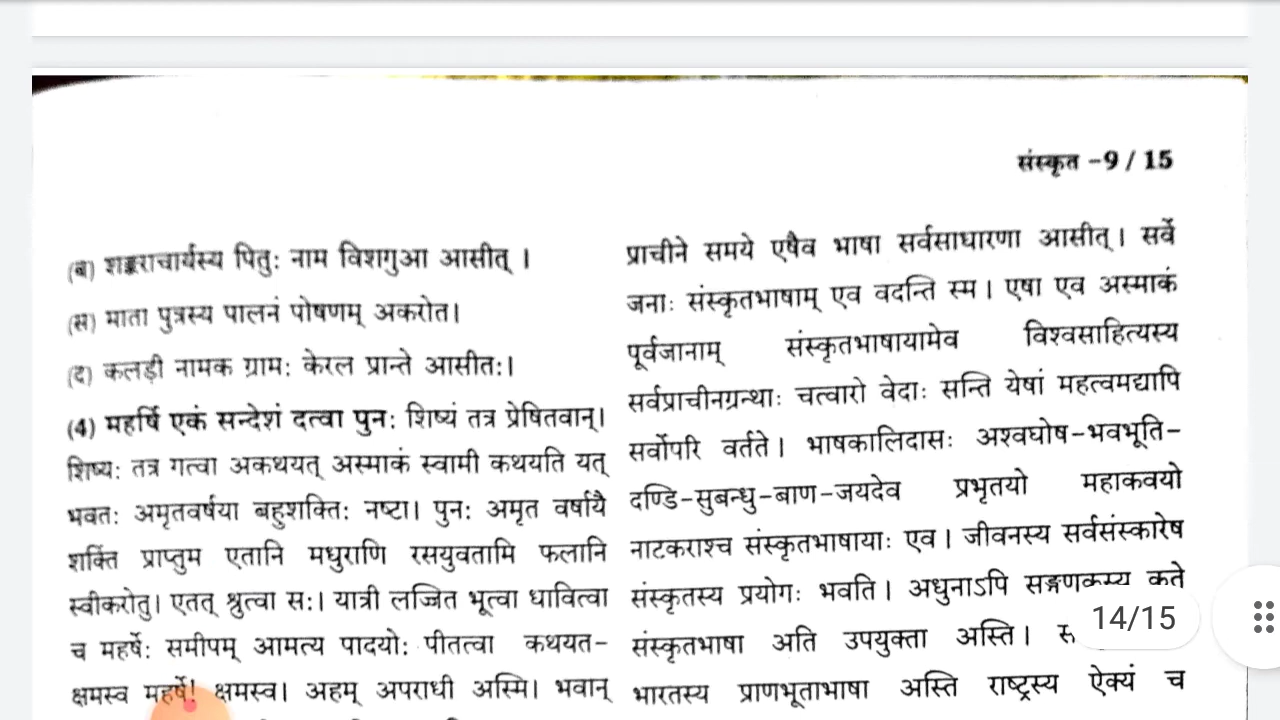 संस्कृत -9 / 15
(ब) शङ्कराचार्यस्य पितुः नाम विशगुआ आसीत् ।
(स) माता पुत्रस्य पालनं पोषणम् अकरोत।
(द) कलड़ी नामक ग्रामः केरल प्रान्ते आसीतः।
(4) महर्षि एकं सन्देशं दत्वा पुनः शिष्यं तत्र प्रेषितवान्।
शिष्यः तत्र गत्वा अकथयत् अस्माकं स्वामी कथयति यत्
भवतः अमृतवर्षया बहुशक्तिः नष्टा। पुनः अमृत वर्षायै
शक्तिं प्राप्तुम एतानि मधुराणि रसयुवतामि फलानि
स्वीकरोतु। एतत् श्रुत्वा सः। यात्री लज्जित भूत्वा धावित्वा
च महर्षेः समीपम् आमत्य पादयोः पीतत्वा कथयत-
क्षमस्व महर्षे! क्षमस्व। अहम् अपराधी अस्मि। भवान्
प्राचीने समये एषैव भाषा सर्वसाधारणा आसीत्। सर्वे
जनाः संस्कृतभाषाम् एव वदन्ति स्म। एषा एव अस्माकं
पूर्वजानाम् संस्कृतभाषायामेव विश्वसाहित्यस्य
सर्वप्राचीनग्रन्थाः चत्वारो वेदाः सन्ति येषां महत्वमद्यापि
सर्वोपरि वर्तते। भाषकालिदासः अश्वघोष-भवभूति-
दण्डि-सुबन्धु-बाण-जयदेव प्रभृतयो महाकवयो
नाटकराश्च संस्कृतभाषायाः एव। जीवनस्य सर्वसंस्कारेष
संस्कृतस्य प्रयोगः भवति। अधुनाऽपि सङ्गणकस्य कते
संस्कृतभाषा अति उपयुक्ता अस्ति।
भारतस्य प्राणभूताभाषा अस्ति राष्ट्रस्य ऐक्यं च
14/15